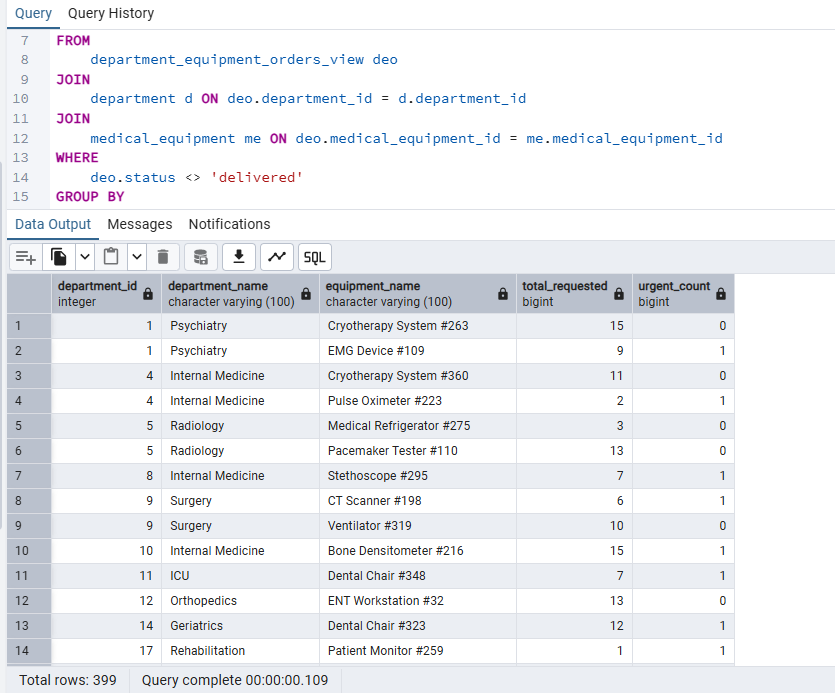 Query Query History
7 FROM
8 department_equipment_orders_view deo
9 JOIN
10 department d ON deo.department_id = d.department_id
11 JOIN
12 medical_equipment me ON deo.medical_equipment_id = me.medical_equipment_id
13 WHERE
14 deo.status <> 'delivered'
15 GROUP BY
Data Output Messages Notifications
SQL
department_id department_name equipment_name total_requested urgent_count
integer character varying (100) character varying (100) bigint bigint
1 1 Psychiatry Cryotherapy System #263 15 0
2 1 Psychiatry EMG Device #109 9 1
3 4 Internal Medicine Cryotherapy System #360 11 0
4 4 Internal Medicine Pulse Oximeter #223 2 1
5 5 Radiology Medical Refrigerator #275 3 0
6 5 Radiology Pacemaker Tester #110 13 0
7 8 Internal Medicine Stethoscope #295 7 1
8 9 Surgery CT Scanner #198 6 1
9 9 Surgery Ventilator #319 10 0
10 10 Internal Medicine Bone Densitometer #216 15 1
11 11 ICU Dental Chair #348 7 1
12 12 Orthopedics ENT Workstation #32 13 0
13 14 Geriatrics Dental Chair #323 12 1
14 17 Rehabilitation Patient Monitor #259 1 1
Total rows: 399 Query complete 00:00:00.109